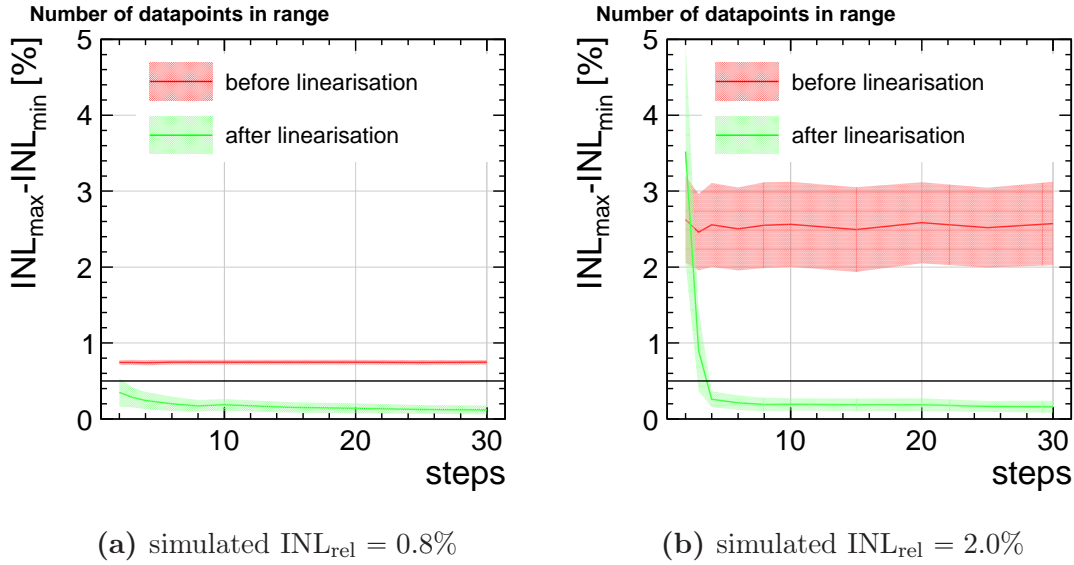 Number of datapoints in range
INL_max-INL_min [%]
5
4
3
2
1
0
before linearisation
after linearisation
10
20
30
steps
(a) simulated INL_rel = 0.8%
Number of datapoints in range
INL_max-INL_min [%]
5
4
3
2
1
0
before linearisation
after linearisation
10
20
30
steps
(b) simulated INL_rel = 2.0%